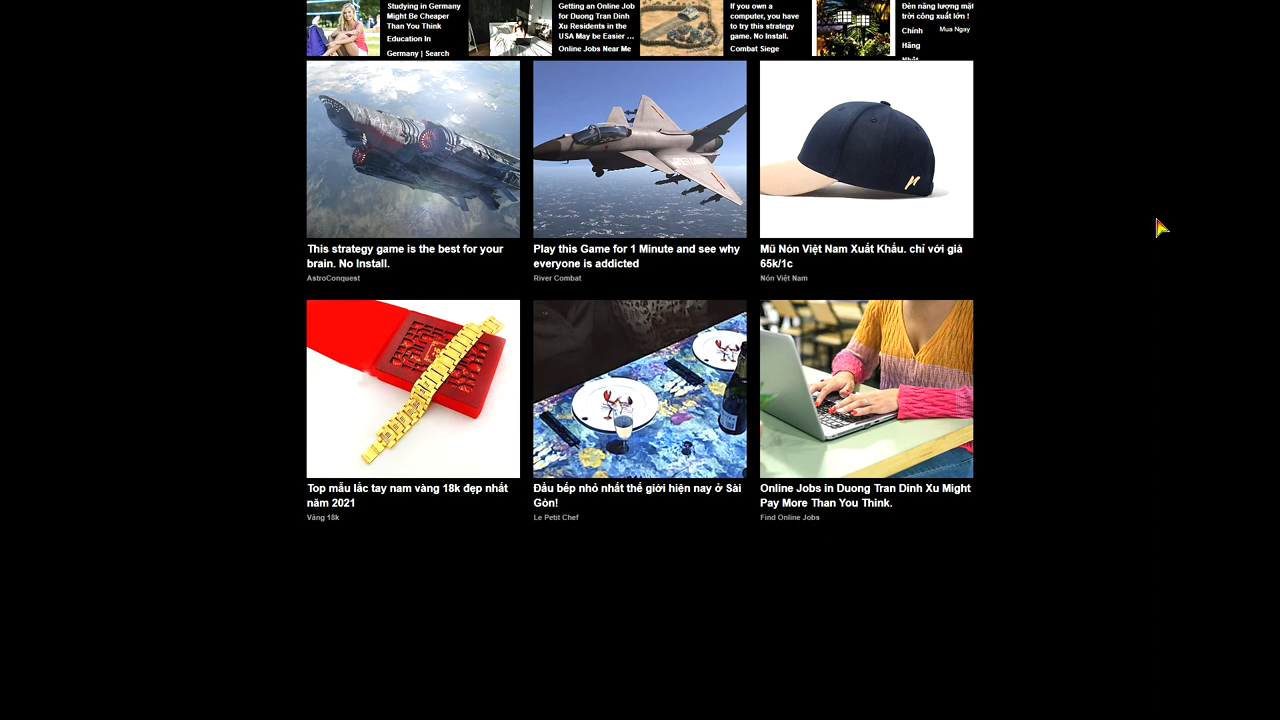 Studying in Germany
Might Be Cheaper
Than You Think
Education In
Germany | Search
Getting an Online Job
for Duong Tran Dinh
Xu Residents in the
USA May be Easier ...
Online Jobs Near Me
If you own a
computer, you have
to try this strategy
game. No Install.
Combat Siege
Đèn năng lượng mặt
trời công xuất lớn !
Chính
Mua Ngay
Hãng
Nhật
This strategy game is the best for your
brain. No Install.
AstroConquest
Play this Game for 1 Minute and see why
everyone is addicted
River Combat
Mũ Nón Việt Nam Xuất Khẩu. chỉ với giá
65k/1c
Nón Việt Nam
Top mẫu lắc tay nam vàng 18k đẹp nhất
năm 2021
Vàng 18k
Đầu bếp nhỏ nhất thế giới hiện nay ở Sài
Gòn!
Le Petit Chef
Online Jobs in Duong Tran Dinh Xu Might
Pay More Than You Think.
Find Online Jobs